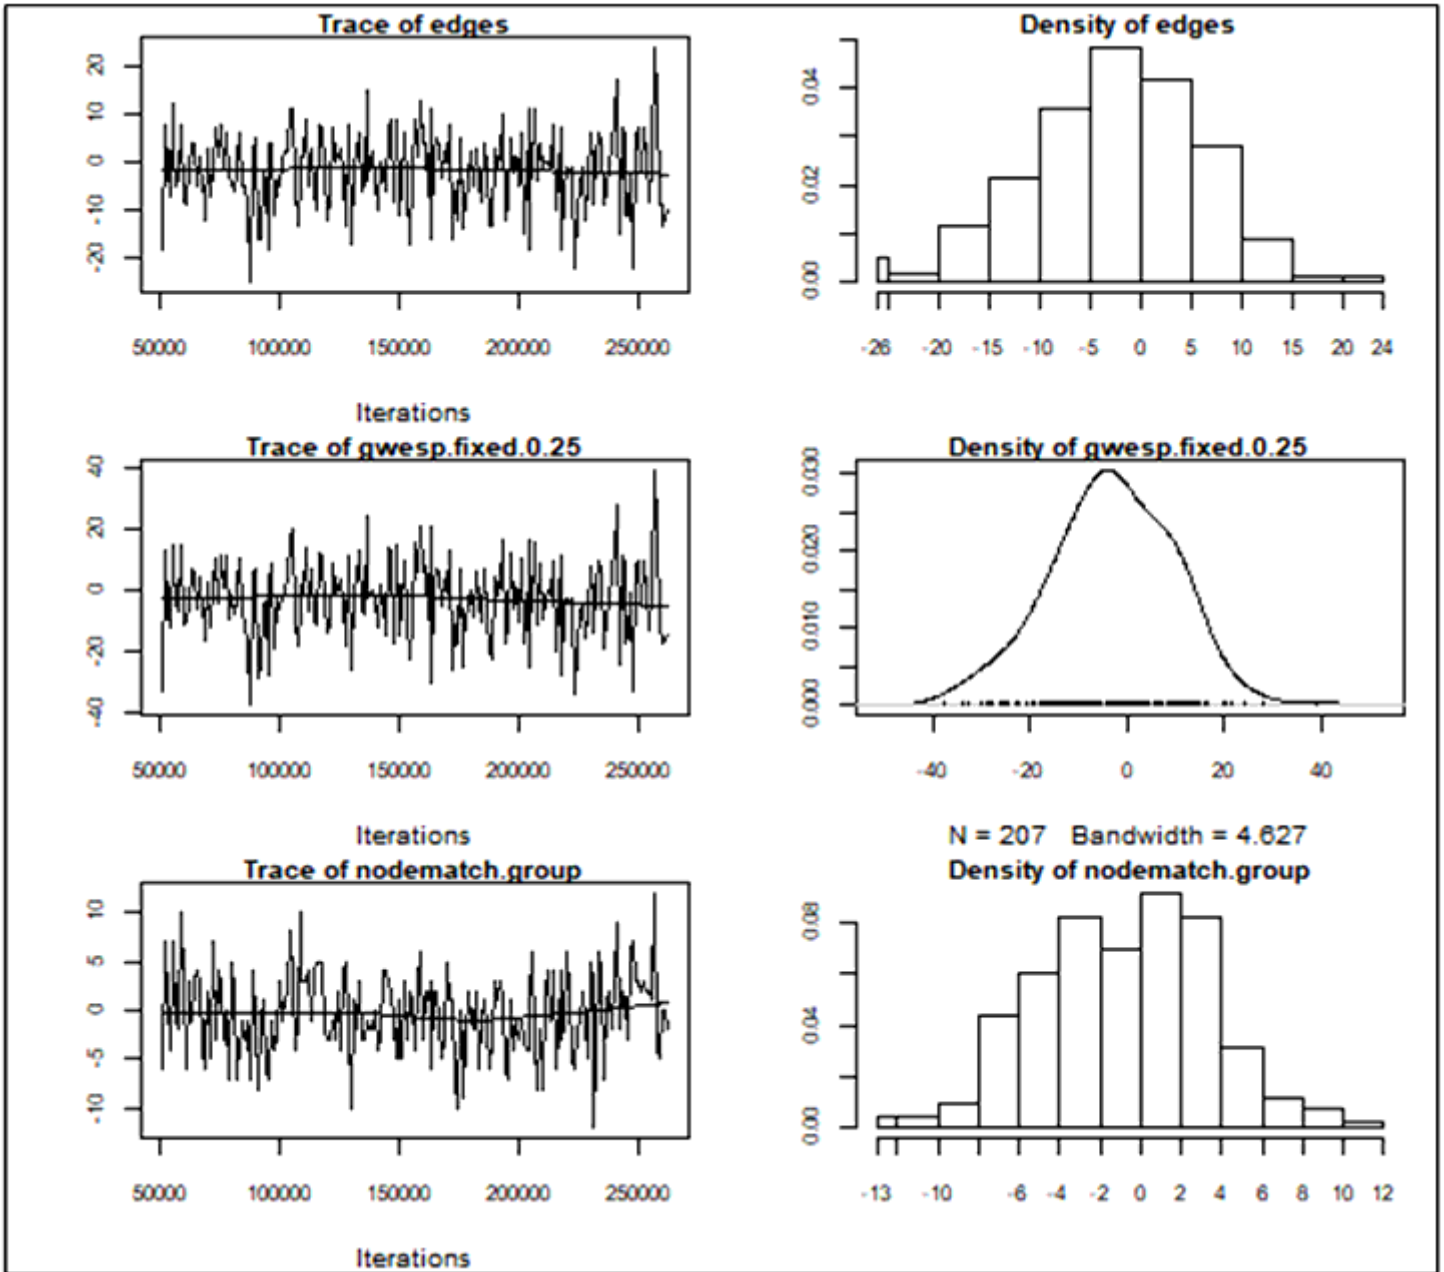 Trace of edges
20
10
0
-10
-20
50000 100000 150000 200000 250000
Iterations
Density of edges
0.04
0.02
0.00
-26 -20 -15 -10 -5 0 5 10 15 20 24
Trace of gwesp.fixed.0.25
40
20
0
-20
-40
50000 100000 150000 200000 250000
Iterations
Density of gwesp.fixed.0.25
0.030
0.020
0.010
0.000
-40 -20 0 20 40
N = 207 Bandwidth = 4.627
Trace of nodematch.group
10
5
0
-5
-10
50000 100000 150000 200000 250000
Iterations
Density of nodematch.group
0.08
0.04
0.00
-13 -10 -6 -4 -2 0 2 4 6 8 10 12